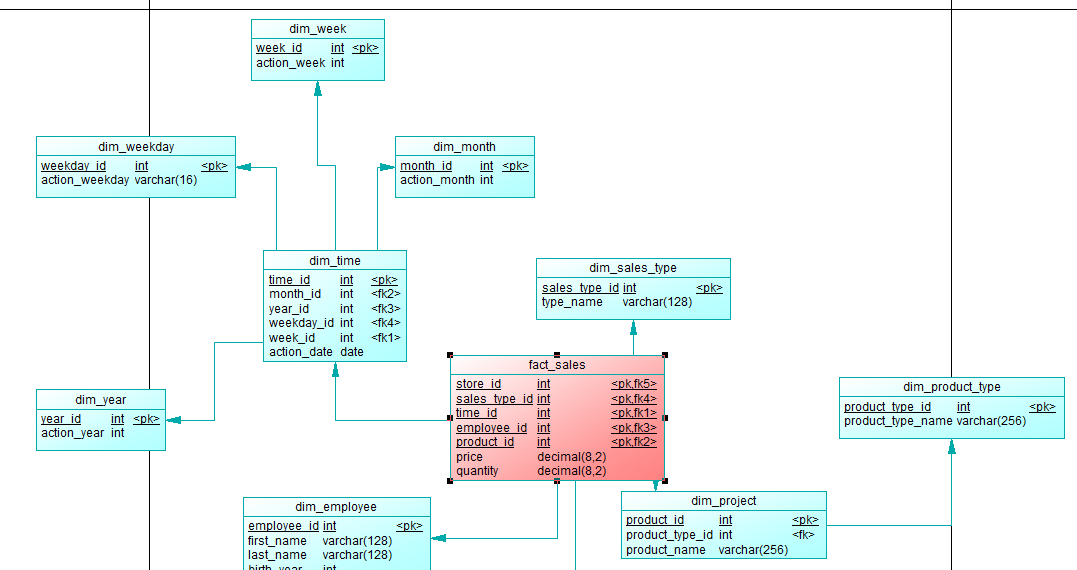 dim_week
week_id int <pk>
action_week int
dim_weekday
weekday_id int <pk>
action_weekday varchar(16)
dim_month
month_id int <pk>
action_month int
dim_time
time_id int <pk>
month_id int <fk2>
year_id int <fk3>
weekday_id int <fk4>
week_id int <fk1>
action_date date
dim_sales_type
sales_type_id int <pk>
type_name varchar(128)
fact_sales
store_id int <pk,fk5>
sales_type_id int <pk,fk4>
time_id int <pk,fk1>
employee_id int <pk,fk3>
product_id int <pk,fk2>
price decimal(8,2)
quantity decimal(8,2)
dim_year
year_id int <pk>
action_year int
dim_product_type
product_type_id int <pk>
product_type_name varchar(256)
dim_employee
employee_id int <pk>
first_name varchar(128)
last_name varchar(128)
birth_year int
dim_project
product_id int <pk>
product_type_id int <fk>
product_name varchar(256)